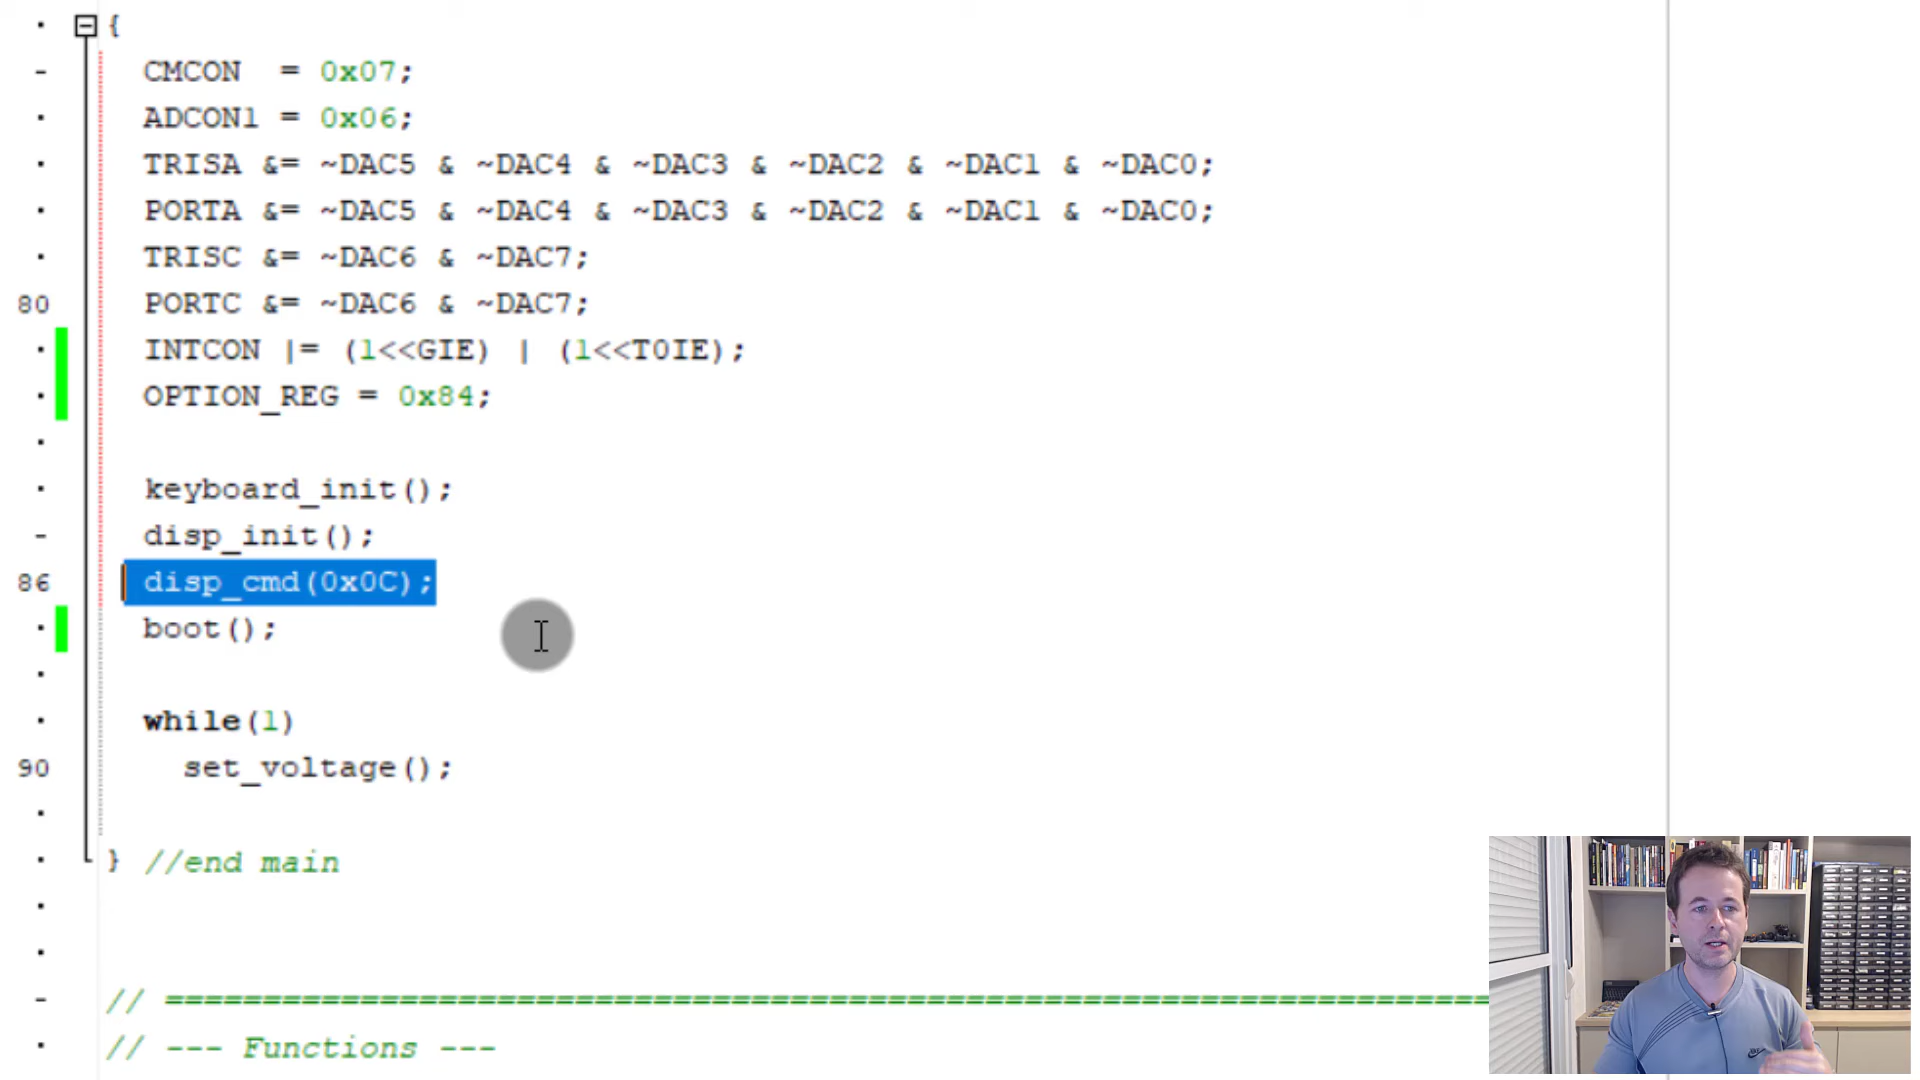 {
CMCON  = 0x07;
ADCON1 = 0x06;
TRISA &= ~DAC5 & ~DAC4 & ~DAC3 & ~DAC2 & ~DAC1 & ~DAC0;
PORTA &= ~DAC5 & ~DAC4 & ~DAC3 & ~DAC2 & ~DAC1 & ~DAC0;
TRISC &= ~DAC6 & ~DAC7;
80 PORTC &= ~DAC6 & ~DAC7;
INTCON |= (1<<GIE) | (1<<T0IE);
OPTION_REG = 0x84;
keyboard_init();
disp_init();
86 disp_cmd(0x0C);
boot();
while(1)
90 set_voltage();
} //end main
// ====================================================================
// --- Functions ---